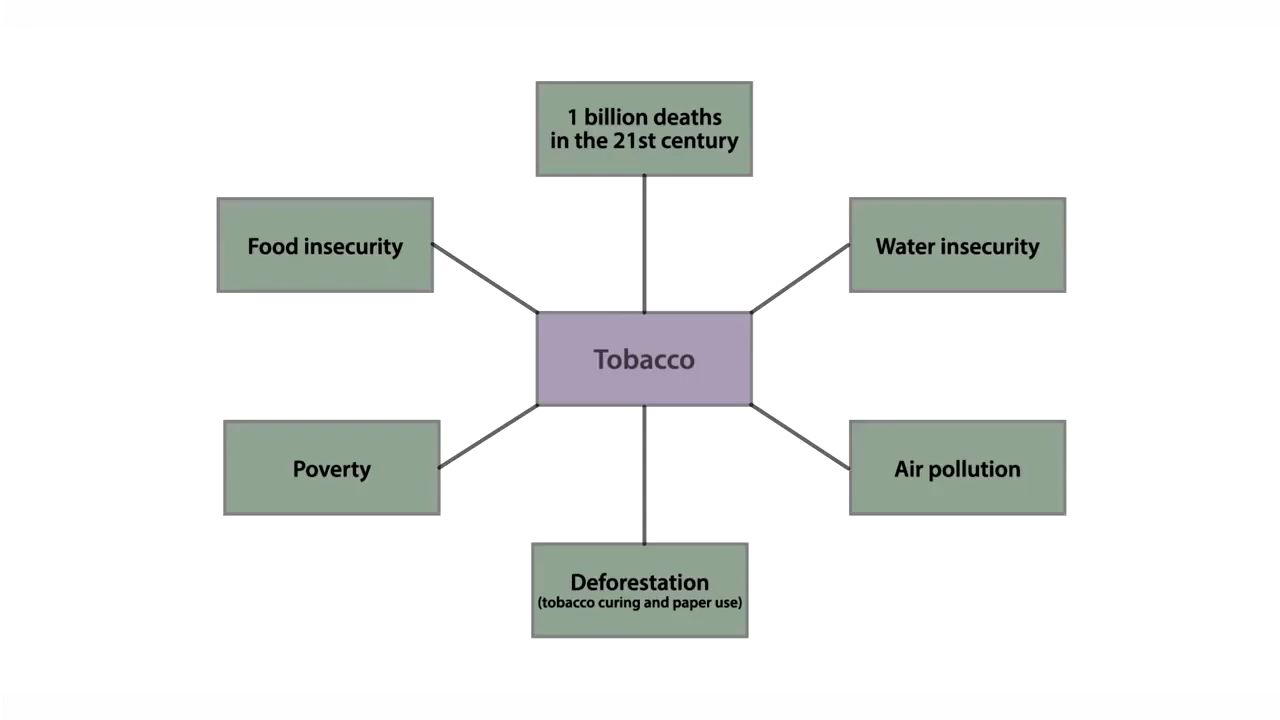 1 billion deaths
in the 21st century
Food insecurity
Water insecurity
Tobacco
Poverty
Air pollution
Deforestation
(tobacco curing and paper use)